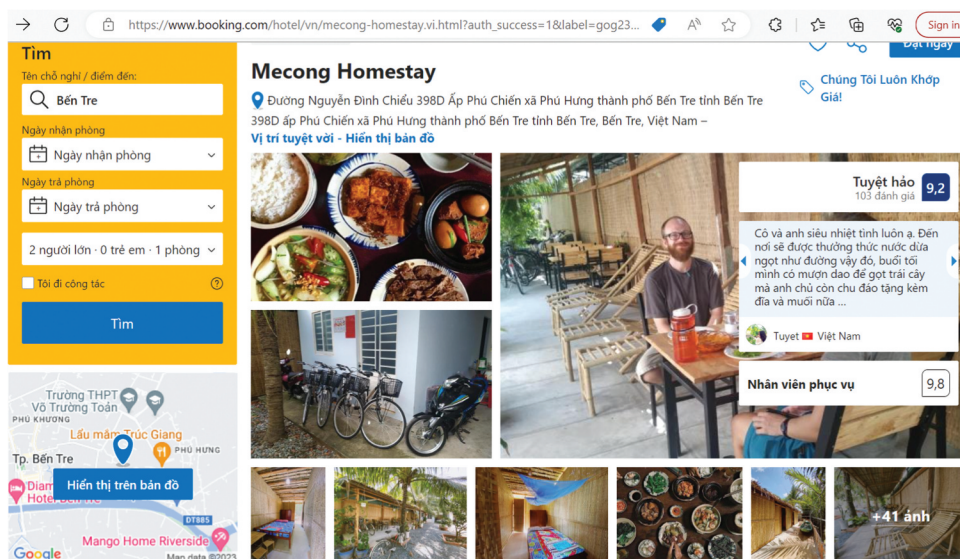 https://www.booking.com/hotel/vn/mecong-homestay.vi.html?auth_success=1&label=gog23...
Sign in
Tìm
Tên chỗ nghỉ / điểm đến:
Bến Tre
Ngày nhận phòng
Ngày nhận phòng
Ngày trả phòng
Ngày trả phòng
2 người lớn · 0 trẻ em · 1 phòng
Tôi đi công tác
Tìm
Đặt ngay
Mecong Homestay
Chúng Tôi Luôn Khớp
Giá!
Đường Nguyễn Đình Chiểu 398D Ấp Phú Chiến xã Phú Hưng thành phố Bến Tre tỉnh Bến Tre
398D ấp Phú Chiến xã Phú Hưng thành phố Bến Tre tỉnh Bến Tre, Bến Tre, Việt Nam –
Vị trí tuyệt vời - Hiển thị bản đồ
Tuyệt hảo
9,2
103 đánh giá
Cô và anh siêu nhiệt tình luôn ạ. Đến
nơi sẽ được thưởng thức nước dừa
ngọt như đường vậy đó, buổi tối
mình có mượn dao để gọt trái cây
mà anh chủ còn chu đáo tặng kèm
đĩa và muối nữa ...
Tuyet Việt Nam
Nhân viên phục vụ
9,8
+41 ảnh
Trường THPT
Võ Trường Toản
PHÚ KHƯƠNG
Lẩu mắm Trúc Giang
PHÚ HƯNG
Tp. Bến Tre
Hiển thị trên bản đồ
Diam
Hotel
DT885
Mango Home Riverside
Google
Map data ©2023